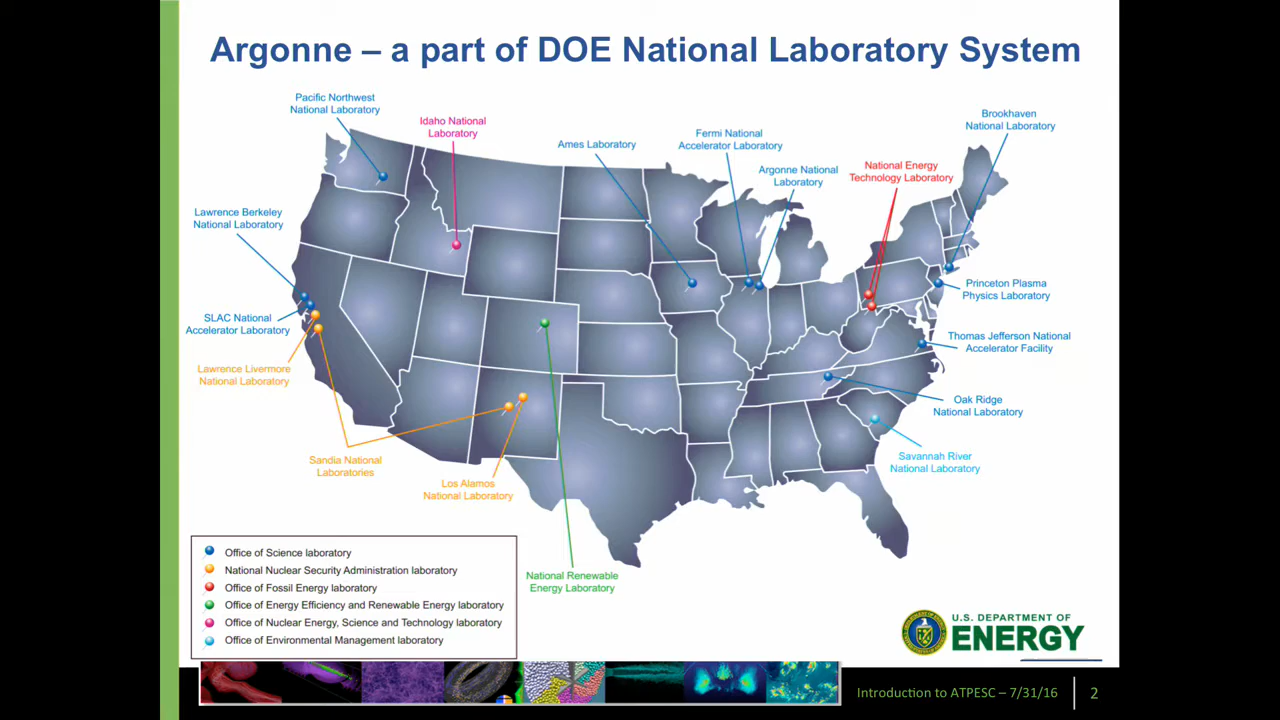 Argonne – a part of DOE National Laboratory System
Pacific Northwest
National Laboratory
Idaho National
Laboratory
Ames Laboratory
Fermi National
Accelerator Laboratory
Argonne National
Laboratory
National Energy
Technology Laboratory
Brookhaven
National Laboratory
Lawrence Berkeley
National Laboratory
SLAC National
Accelerator Laboratory
Lawrence Livermore
National Laboratory
Princeton Plasma
Physics Laboratory
Thomas Jefferson National
Accelerator Facility
Oak Ridge
National Laboratory
Savannah River
National Laboratory
Sandia National
Laboratories
Los Alamos
National Laboratory
National Renewable
Energy Laboratory
Office of Science laboratory
National Nuclear Security Administration laboratory
Office of Fossil Energy laboratory
Office of Energy Efficiency and Renewable Energy laboratory
Office of Nuclear Energy, Science and Technology laboratory
Office of Environmental Management laboratory
U.S. DEPARTMENT OF
ENERGY
Introduction to ATPESC – 7/31/16
2